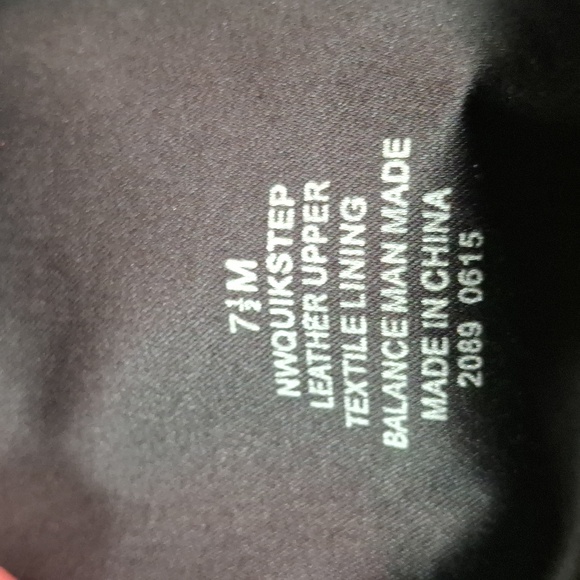 7½M
NWQUIKSTEP
LEATHER UPPER
TEXTILE LINING
BALANCE MAN MADE
MADE IN CHINA
2089 0615